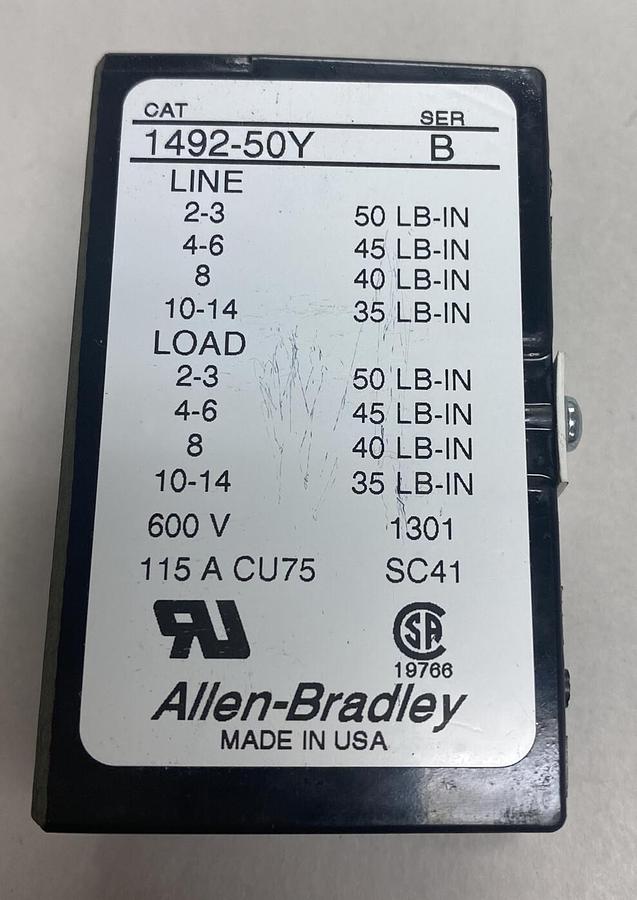 CAT SER
1492-50Y B
LINE
2-3 50 LB-IN
4-6 45 LB-IN
8 40 LB-IN
10-14 35 LB-IN
LOAD
2-3 50 LB-IN
4-6 45 LB-IN
8 40 LB-IN
10-14 35 LB-IN
600 V 1301
115 A CU75 SC41
RU SA
19766
Allen-Bradley
MADE IN USA